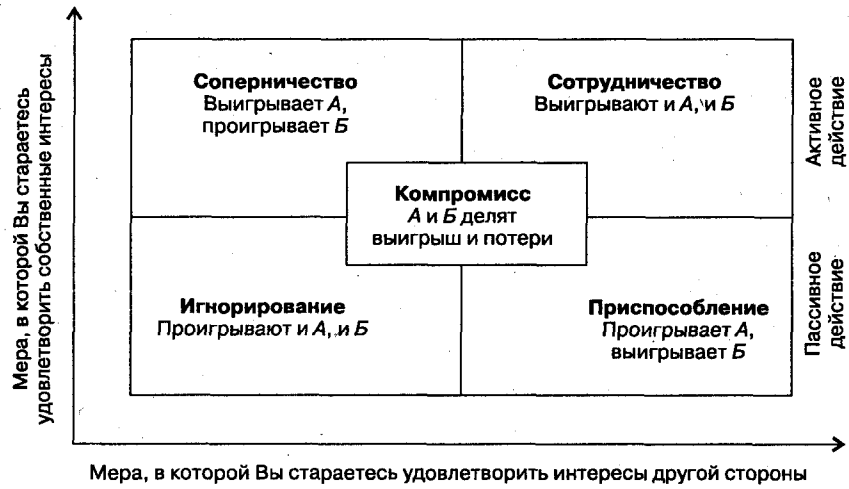 Мера, в которой Вы стараетесь
удовлетворить собственные интересы
Соперничество
Выигрывает А,
проигрывает Б
Сотрудничество
Выигрывают и А, и Б
Активное
действие
Компромисс
А и Б делят
выигрыш и потери
Игнорирование
Проигрывают и А, и Б
Приспособление
Проигрывает А,
выигрывает Б
Пассивное
действие
Мера, в которой Вы стараетесь удовлетворить интересы другой стороны